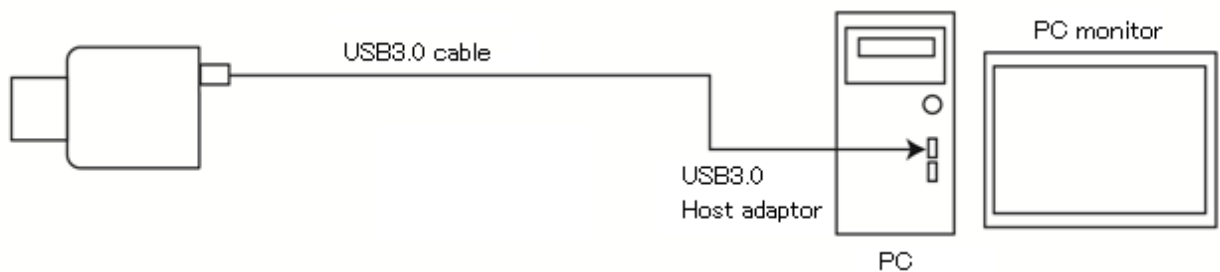 PC monitor
USB3.0 cable
USB3.0
Host adaptor
PC